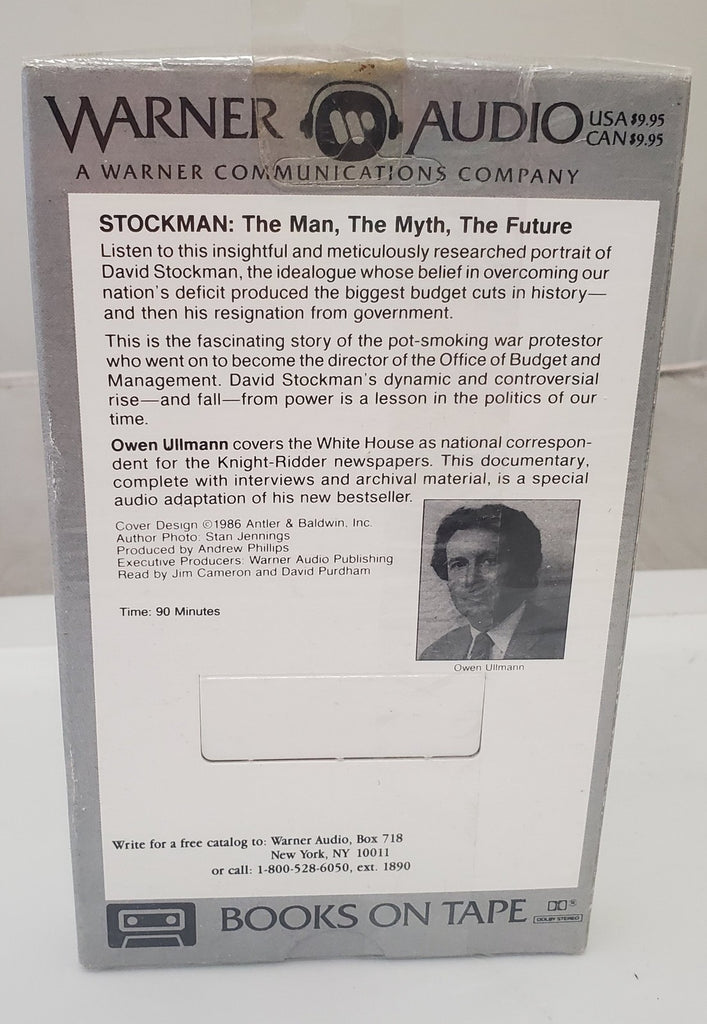 WARNER AUDIO USA $9.95
CAN $9.95
A WARNER COMMUNICATIONS COMPANY
STOCKMAN: The Man, The Myth, The Future
Listen to this insightful and meticulously researched portrait of
David Stockman, the idealogue whose belief in overcoming our
nation's deficit produced the biggest budget cuts in history—
and then his resignation from government.
This is the fascinating story of the pot-smoking war protestor
who went on to become the director of the Office of Budget and
Management. David Stockman's dynamic and controversial
rise—and fall—from power is a lesson in the politics of our
time.
Owen Ullmann covers the White House as national correspon-
dent for the Knight-Ridder newspapers. This documentary,
complete with interviews and archival material, is a special
audio adaptation of his new bestseller.
Cover Design ©1986 Antler & Baldwin, Inc.
Author Photo: Stan Jennings
Produced by Andrew Phillips
Executive Producers: Warner Audio Publishing
Read by Jim Cameron and David Purdham
Time: 90 Minutes
Owen Ullmann
Write for a free catalog to: Warner Audio, Box 718
New York, NY 10011
or call: 1-800-528-6050, ext. 1890
BOOKS ON TAPE
DOLBY STEREO